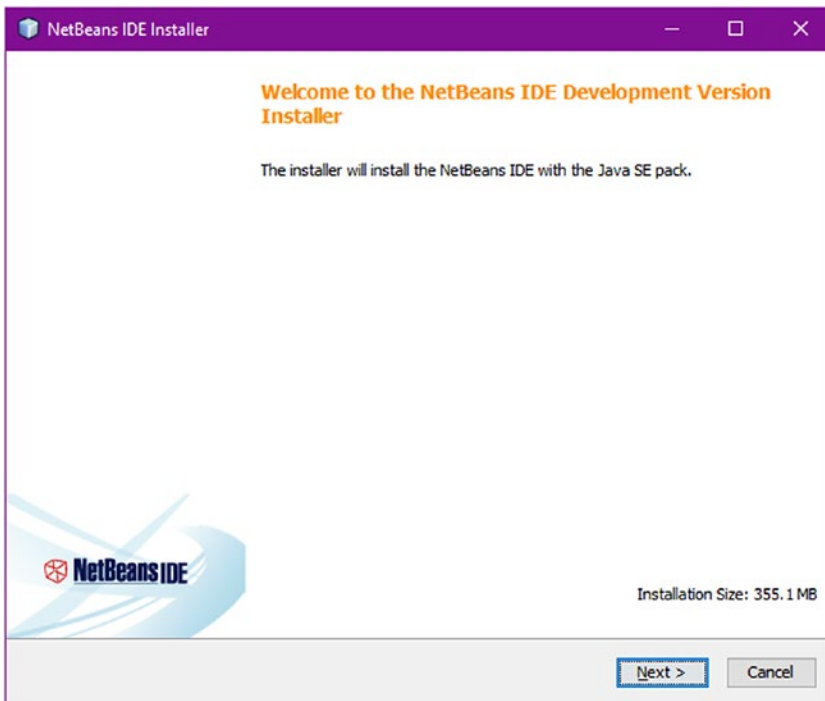 NetBeans IDE Installer
Welcome to the NetBeans IDE Development Version
Installer
The installer will install the NetBeans IDE with the Java SE pack.
NetBeans IDE
Installation Size: 355.1 MB
Next >
Cancel